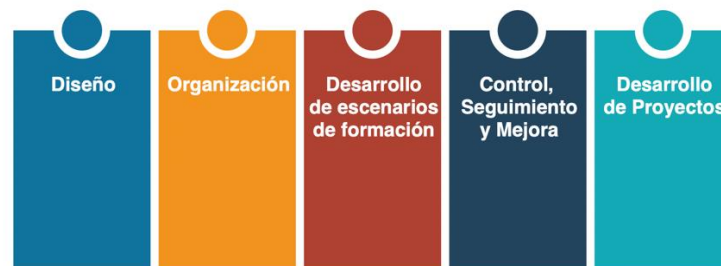 Diseño
Organización
Desarrollo
de escenarios
de formación
Control,
Seguimiento
y Mejora
Desarrollo
de Proyectos